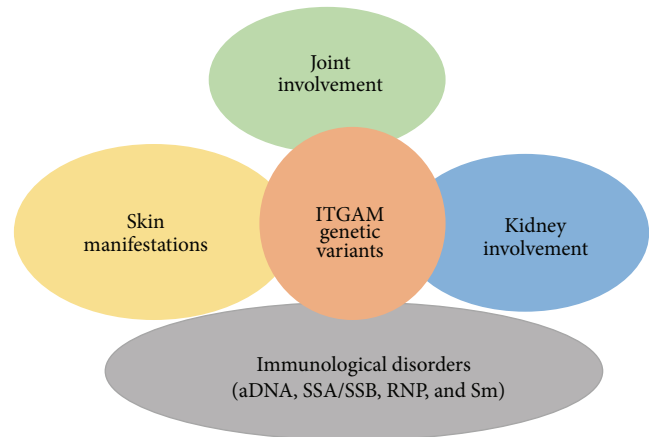 Joint
involvement
Skin
manifestations
ITGAM
genetic
variants
Kidney
involvement
Immunological disorders
(aDNA, SSA/SSB, RNP, and Sm)